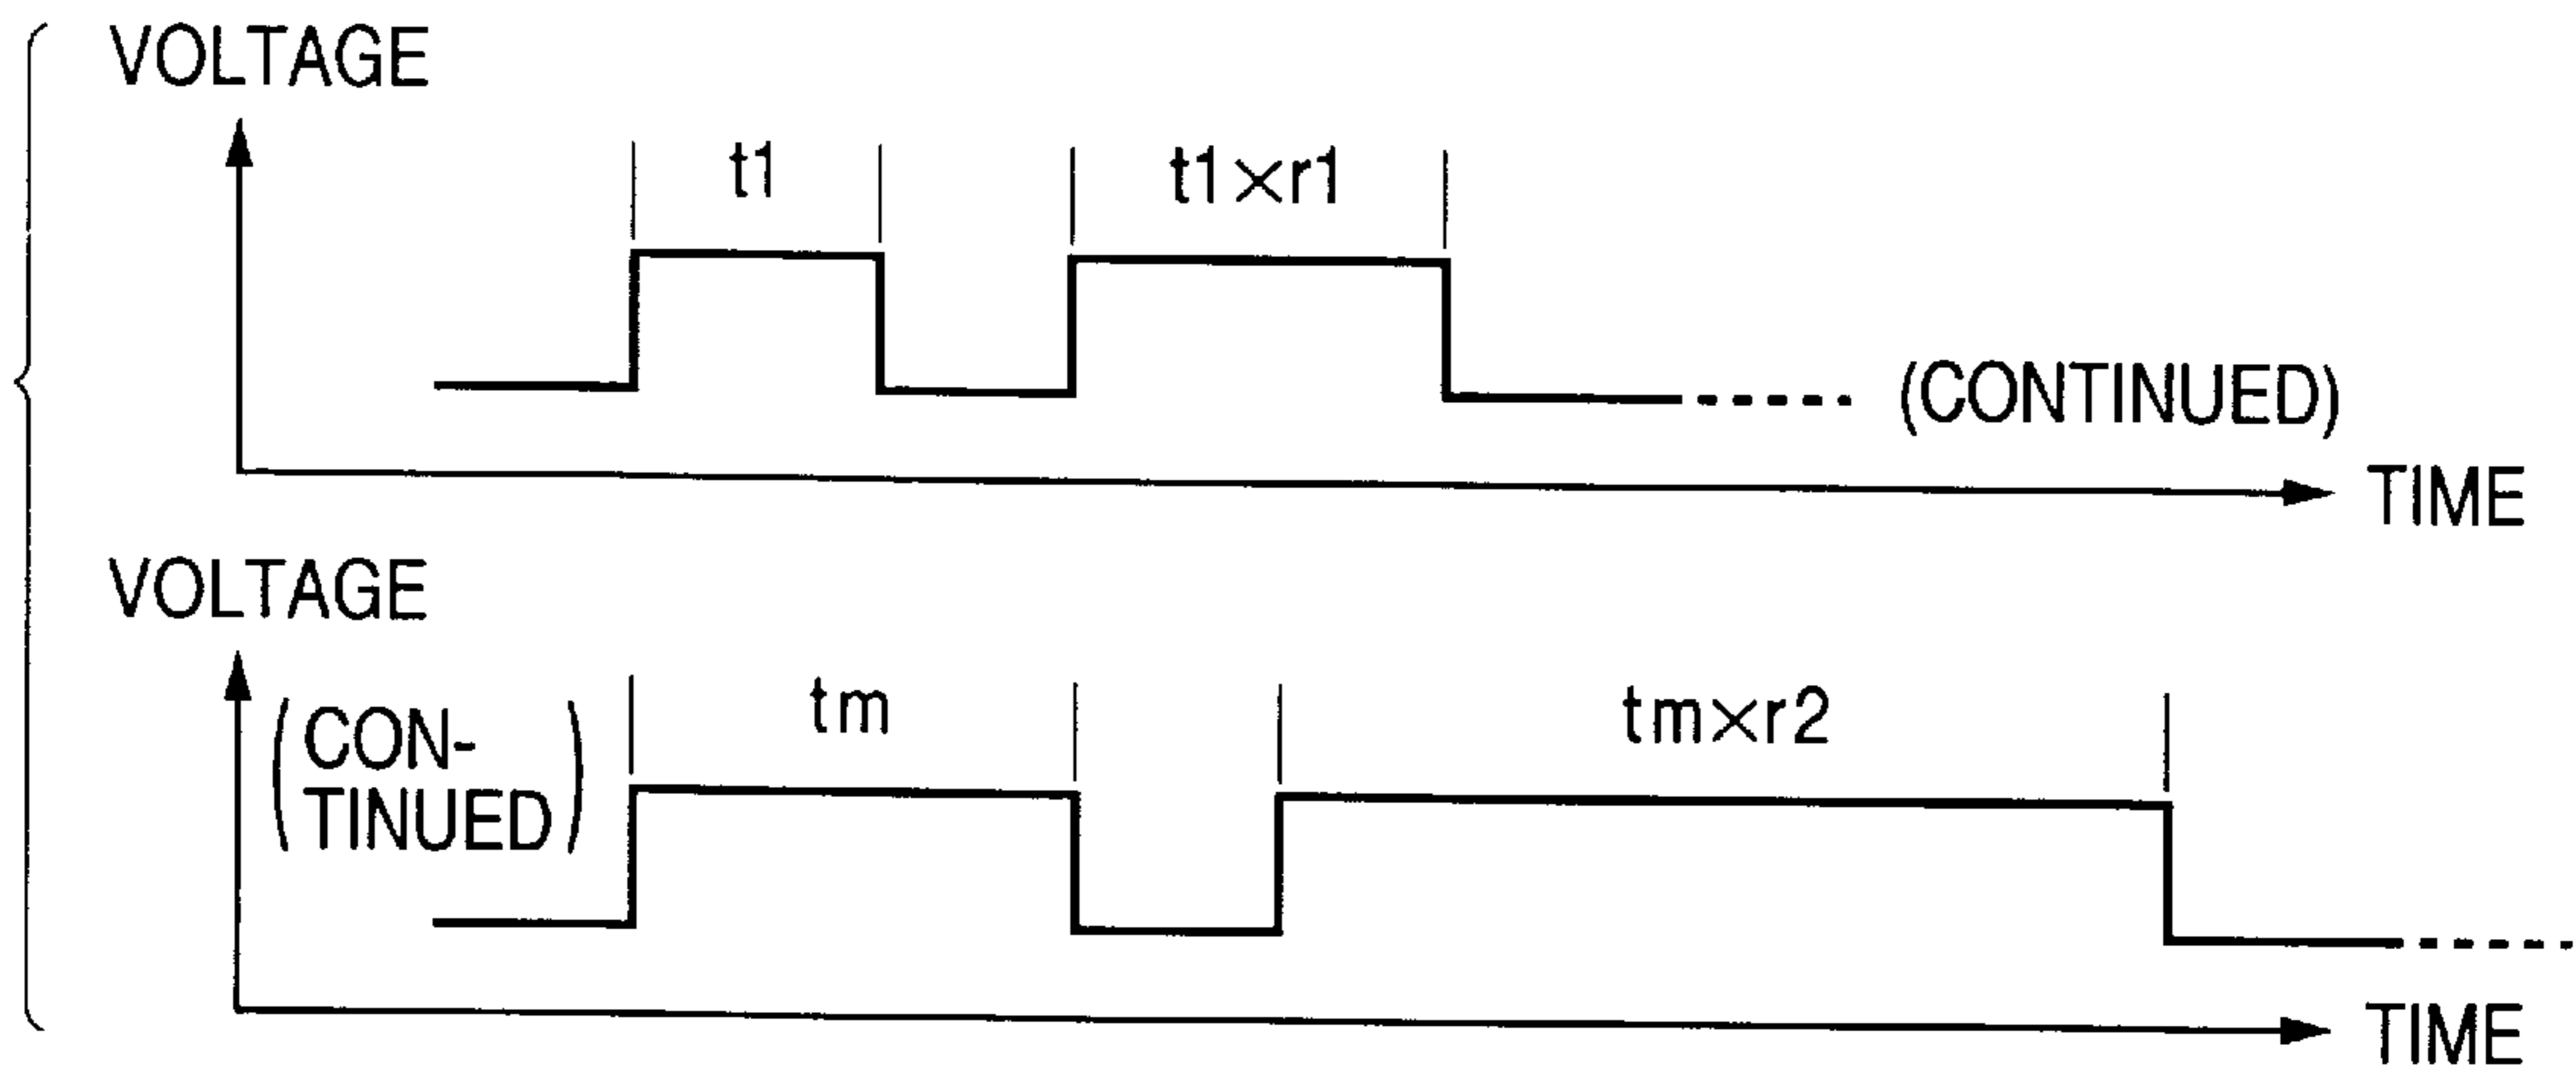 VOLTAGE
t1
t1×r1
(CONTINUED)
TIME
VOLTAGE
(CON-
TINUED)
tm
tm×r2
TIME